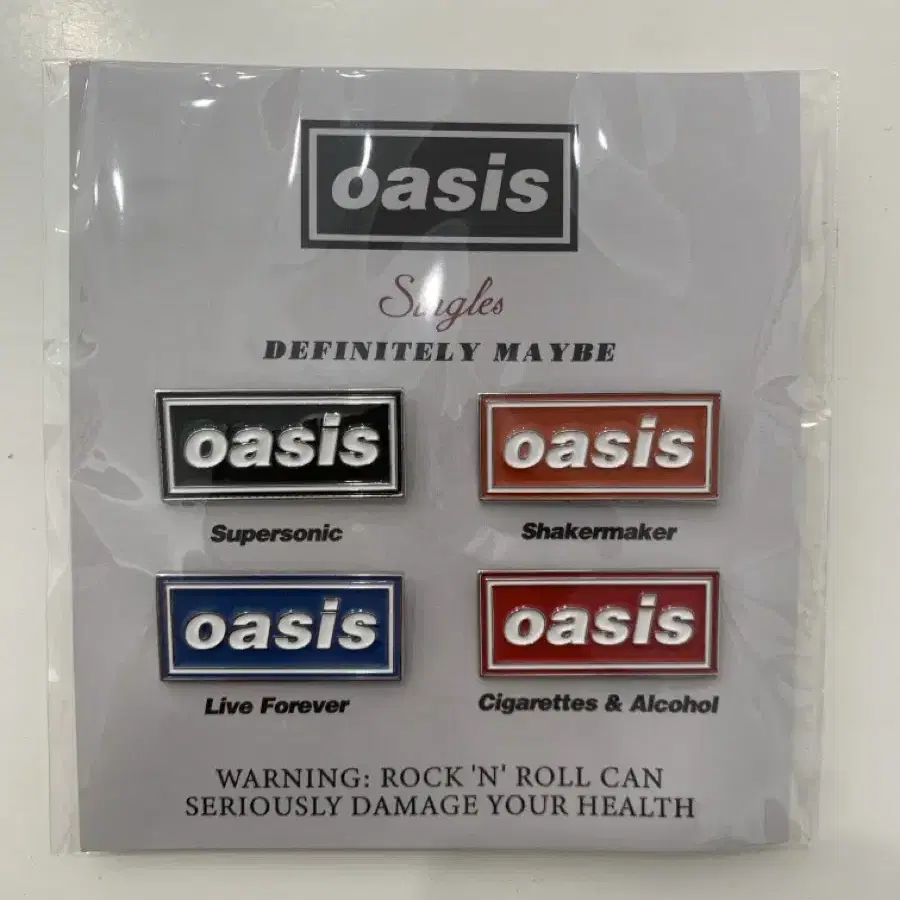 oasis
Singles
DEFINITELY MAYBE
oasis oasis
Supersonic Shakermaker
oasis oasis
Live Forever Cigarettes & Alcohol
WARNING: ROCK 'N' ROLL CAN
SERIOUSLY DAMAGE YOUR HEALTH